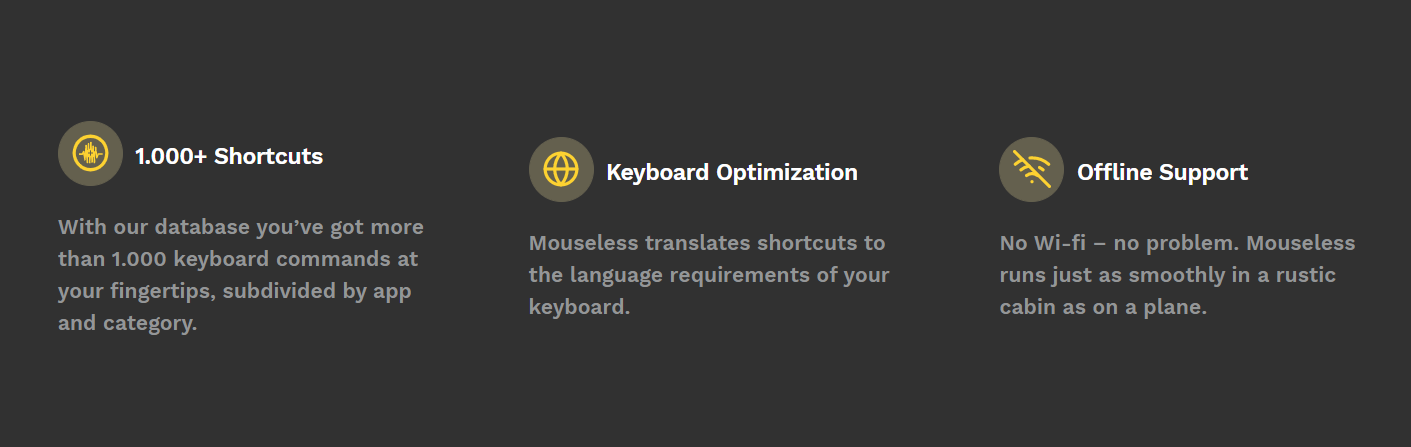 1.000+ Shortcuts
With our database you’ve got more
than 1.000 keyboard commands at
your fingertips, subdivided by app
and category.
Keyboard Optimization
Mouseless translates shortcuts to
the language requirements of your
keyboard.
Offline Support
No Wi-fi – no problem. Mouseless
runs just as smoothly in a rustic
cabin as on a plane.